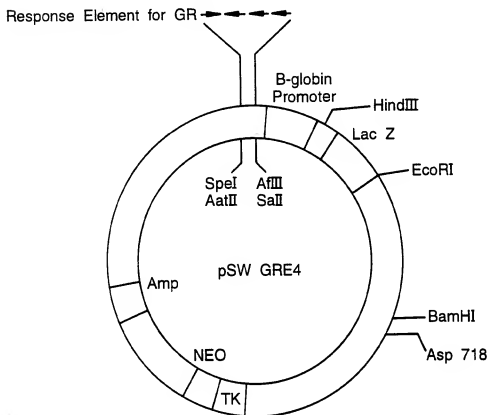 Response Element for GR
B-globin
Promoter
HindIII
Lac Z
EcoRI
SpeI AflII
AatII SalI
pSW GRE4
Amp
BamHI
Asp 718
NEO
TK